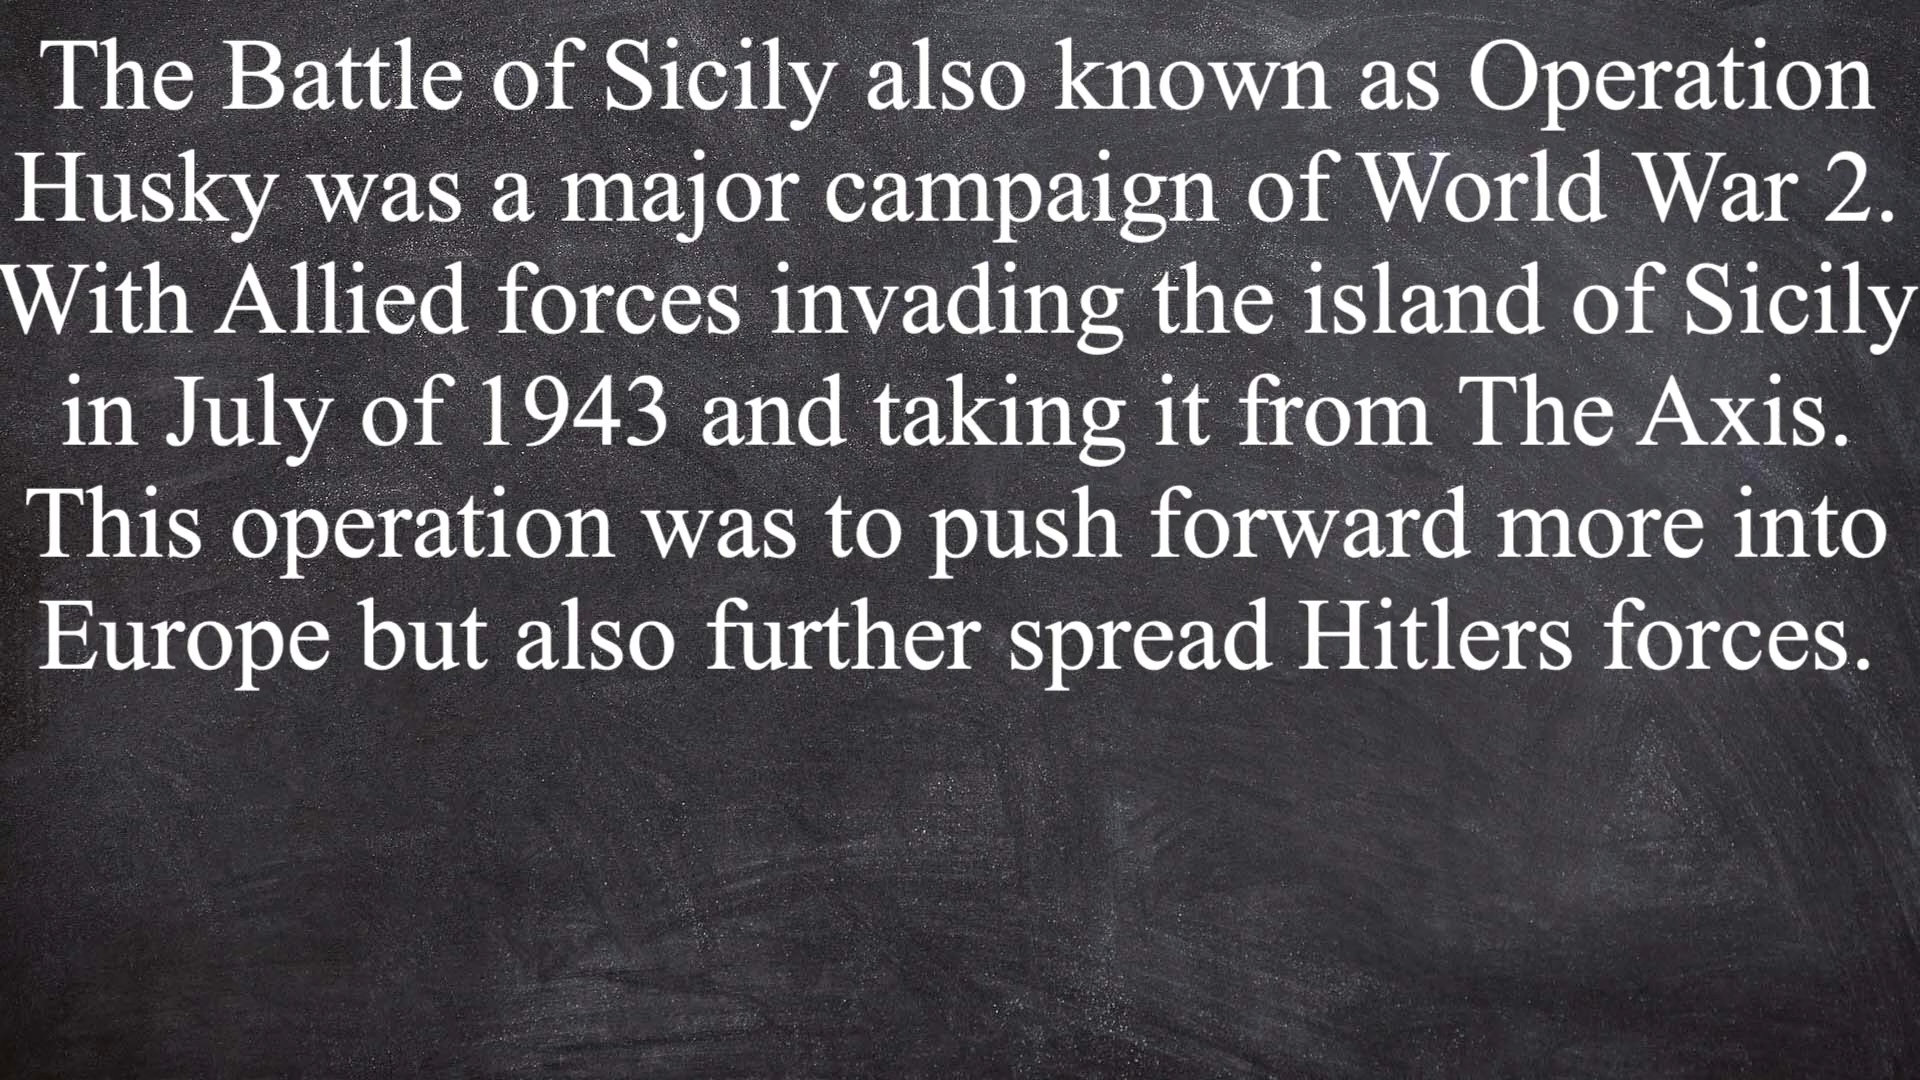 The Battle of Sicily also known as Operation
Husky was a major campaign of World War 2.
With Allied forces invading the island of Sicily
in July of 1943 and taking it from The Axis.
This operation was to push forward more into
Europe but also further spread Hitlers forces.